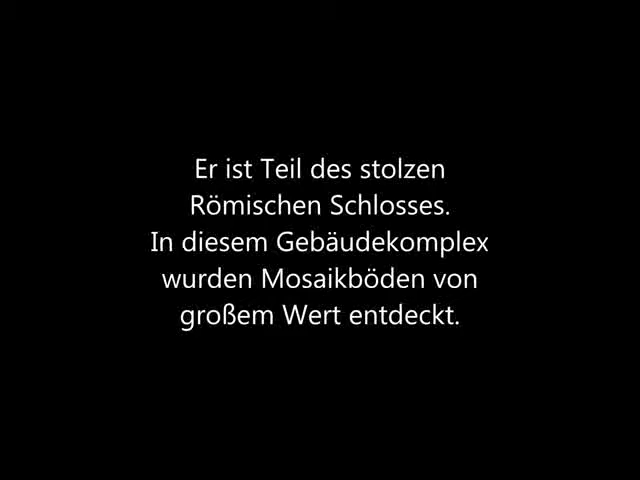 Er ist Teil des stolzen
Römischen Schlosses.
In diesem Gebäudekomplex
wurden Mosaikböden von
großem Wert entdeckt.